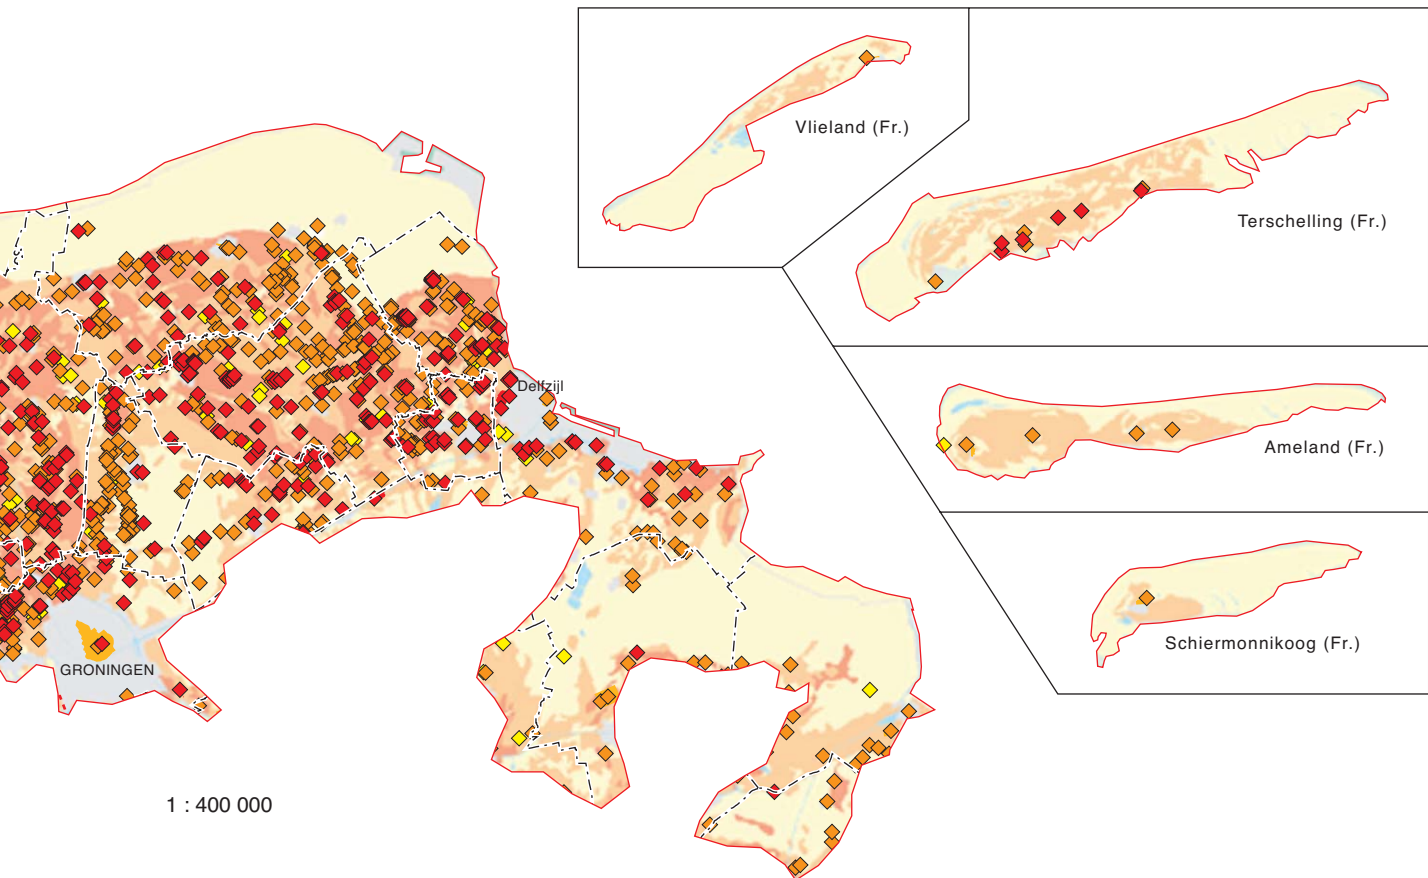 Vlieland (Fr.)
Terschelling (Fr.)
Delfzijl
Ameland (Fr.)
Schiermonnikoog (Fr.)
GRONINGEN
1 : 400 000